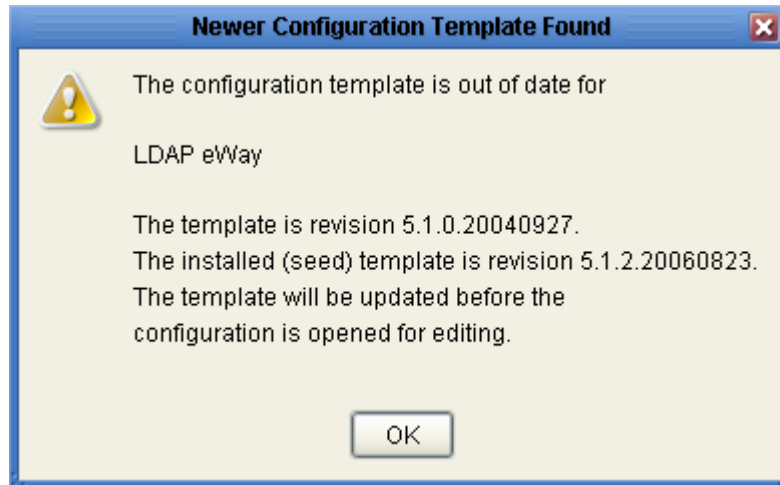 Newer Configuration Template Found
The configuration template is out of date for
LDAP eWay
The template is revision 5.1.0.20040927.
The installed (seed) template is revision 5.1.2.20060823.
The template will be updated before the
configuration is opened for editing.
OK